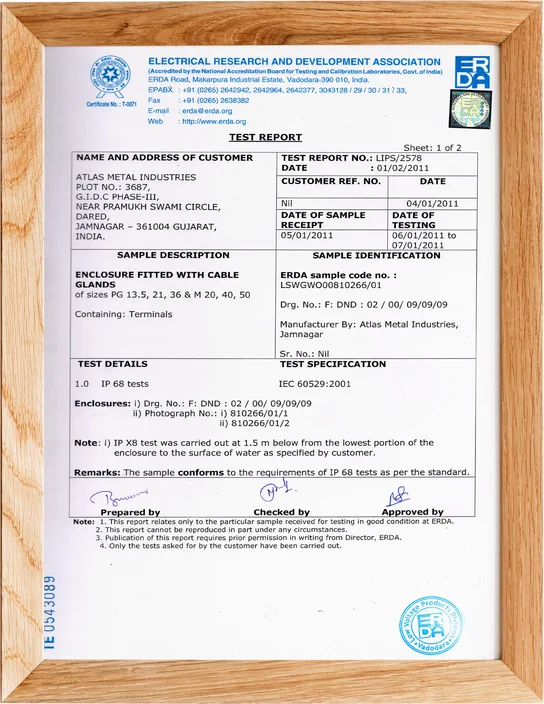 ELECTRICAL RESEARCH AND DEVELOPMENT ASSOCIATION
(Accredited by the National Accreditation Board for Testing and Calibration Laboratories, Govt. of India)
ERDA Road, Makarpura Industrial Estate, Vadodara-390 010, India.
EPABX : +91 (0265) 2642942, 2642964, 2642377, 3043128 / 29 / 30 / 31 / 33,
Fax : +91 (0265) 2638382
E-mail : erda@erda.org
Web : http://www.erda.org
Certificate No. : T-0071
ERDA
TEST REPORT
Sheet: 1 of 2
NAME AND ADDRESS OF CUSTOMER
ATLAS METAL INDUSTRIES
PLOT NO.: 3687,
G.I.D.C PHASE-III,
NEAR PRAMUKH SWAMI CIRCLE,
DARED,
JAMNAGAR – 361004 GUJARAT,
INDIA.
TEST REPORT NO.: LIPS/2578
DATE : 01/02/2011
CUSTOMER REF. NO. DATE
Nil 04/01/2011
DATE OF SAMPLE RECEIPT
DATE OF TESTING
05/01/2011
06/01/2011 to
07/01/2011
SAMPLE DESCRIPTION
ENCLOSURE FITTED WITH CABLE
GLANDS
of sizes PG 13.5, 21, 36 & M 20, 40, 50
Containing: Terminals
SAMPLE IDENTIFICATION
ERDA sample code no. :
LSWGWO00810266/01
Drg. No.: F: DND : 02 / 00/ 09/09/09
Manufacturer By: Atlas Metal Industries,
Jamnagar
Sr. No.: Nil
TEST DETAILS TEST SPECIFICATION
1.0 IP 68 tests IEC 60529:2001
Enclosures: i) Drg. No.: F: DND : 02 / 00/ 09/09/09
ii) Photograph No.: i) 810266/01/1
ii) 810266/01/2
Note: i) IP X8 test was carried out at 1.5 m below from the lowest portion of the
enclosure to the surface of water as specified by customer.
Remarks: The sample conforms to the requirements of IP 68 tests as per the standard.
Prepared by Checked by Approved by
Note: 1. This report relates only to the particular sample received for testing in good condition at ERDA.
2. This report cannot be reproduced in part under any circumstances.
3. Publication of this report requires prior permission in writing from Director, ERDA.
4. Only the tests asked for by the customer have been carried out.
TE 0543089
Low Voltage Products Division
ERDA
Vadodara